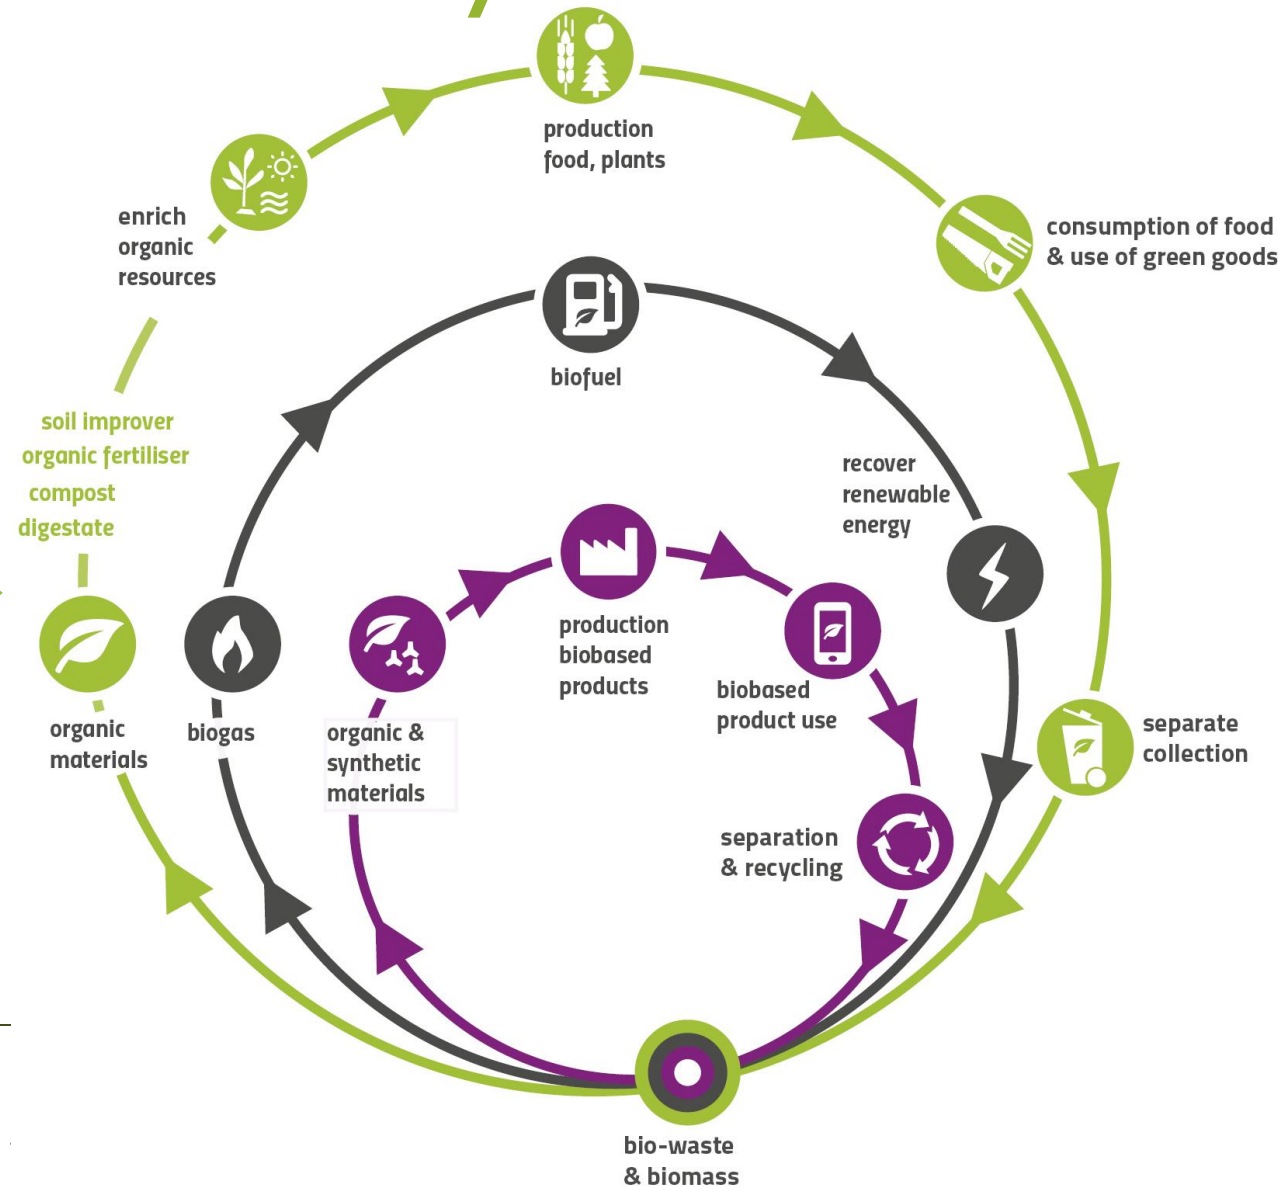 production
food, plants
enrich
organic
resources
consumption of food
& use of green goods
biofuel
soil improver
organic fertiliser
compost
digestate
recover
renewable
energy
production
biobased
products
biobased
product use
organic
materials
biogas
organic &
synthetic
materials
separate
collection
separation
& recycling
bio-waste
& biomass